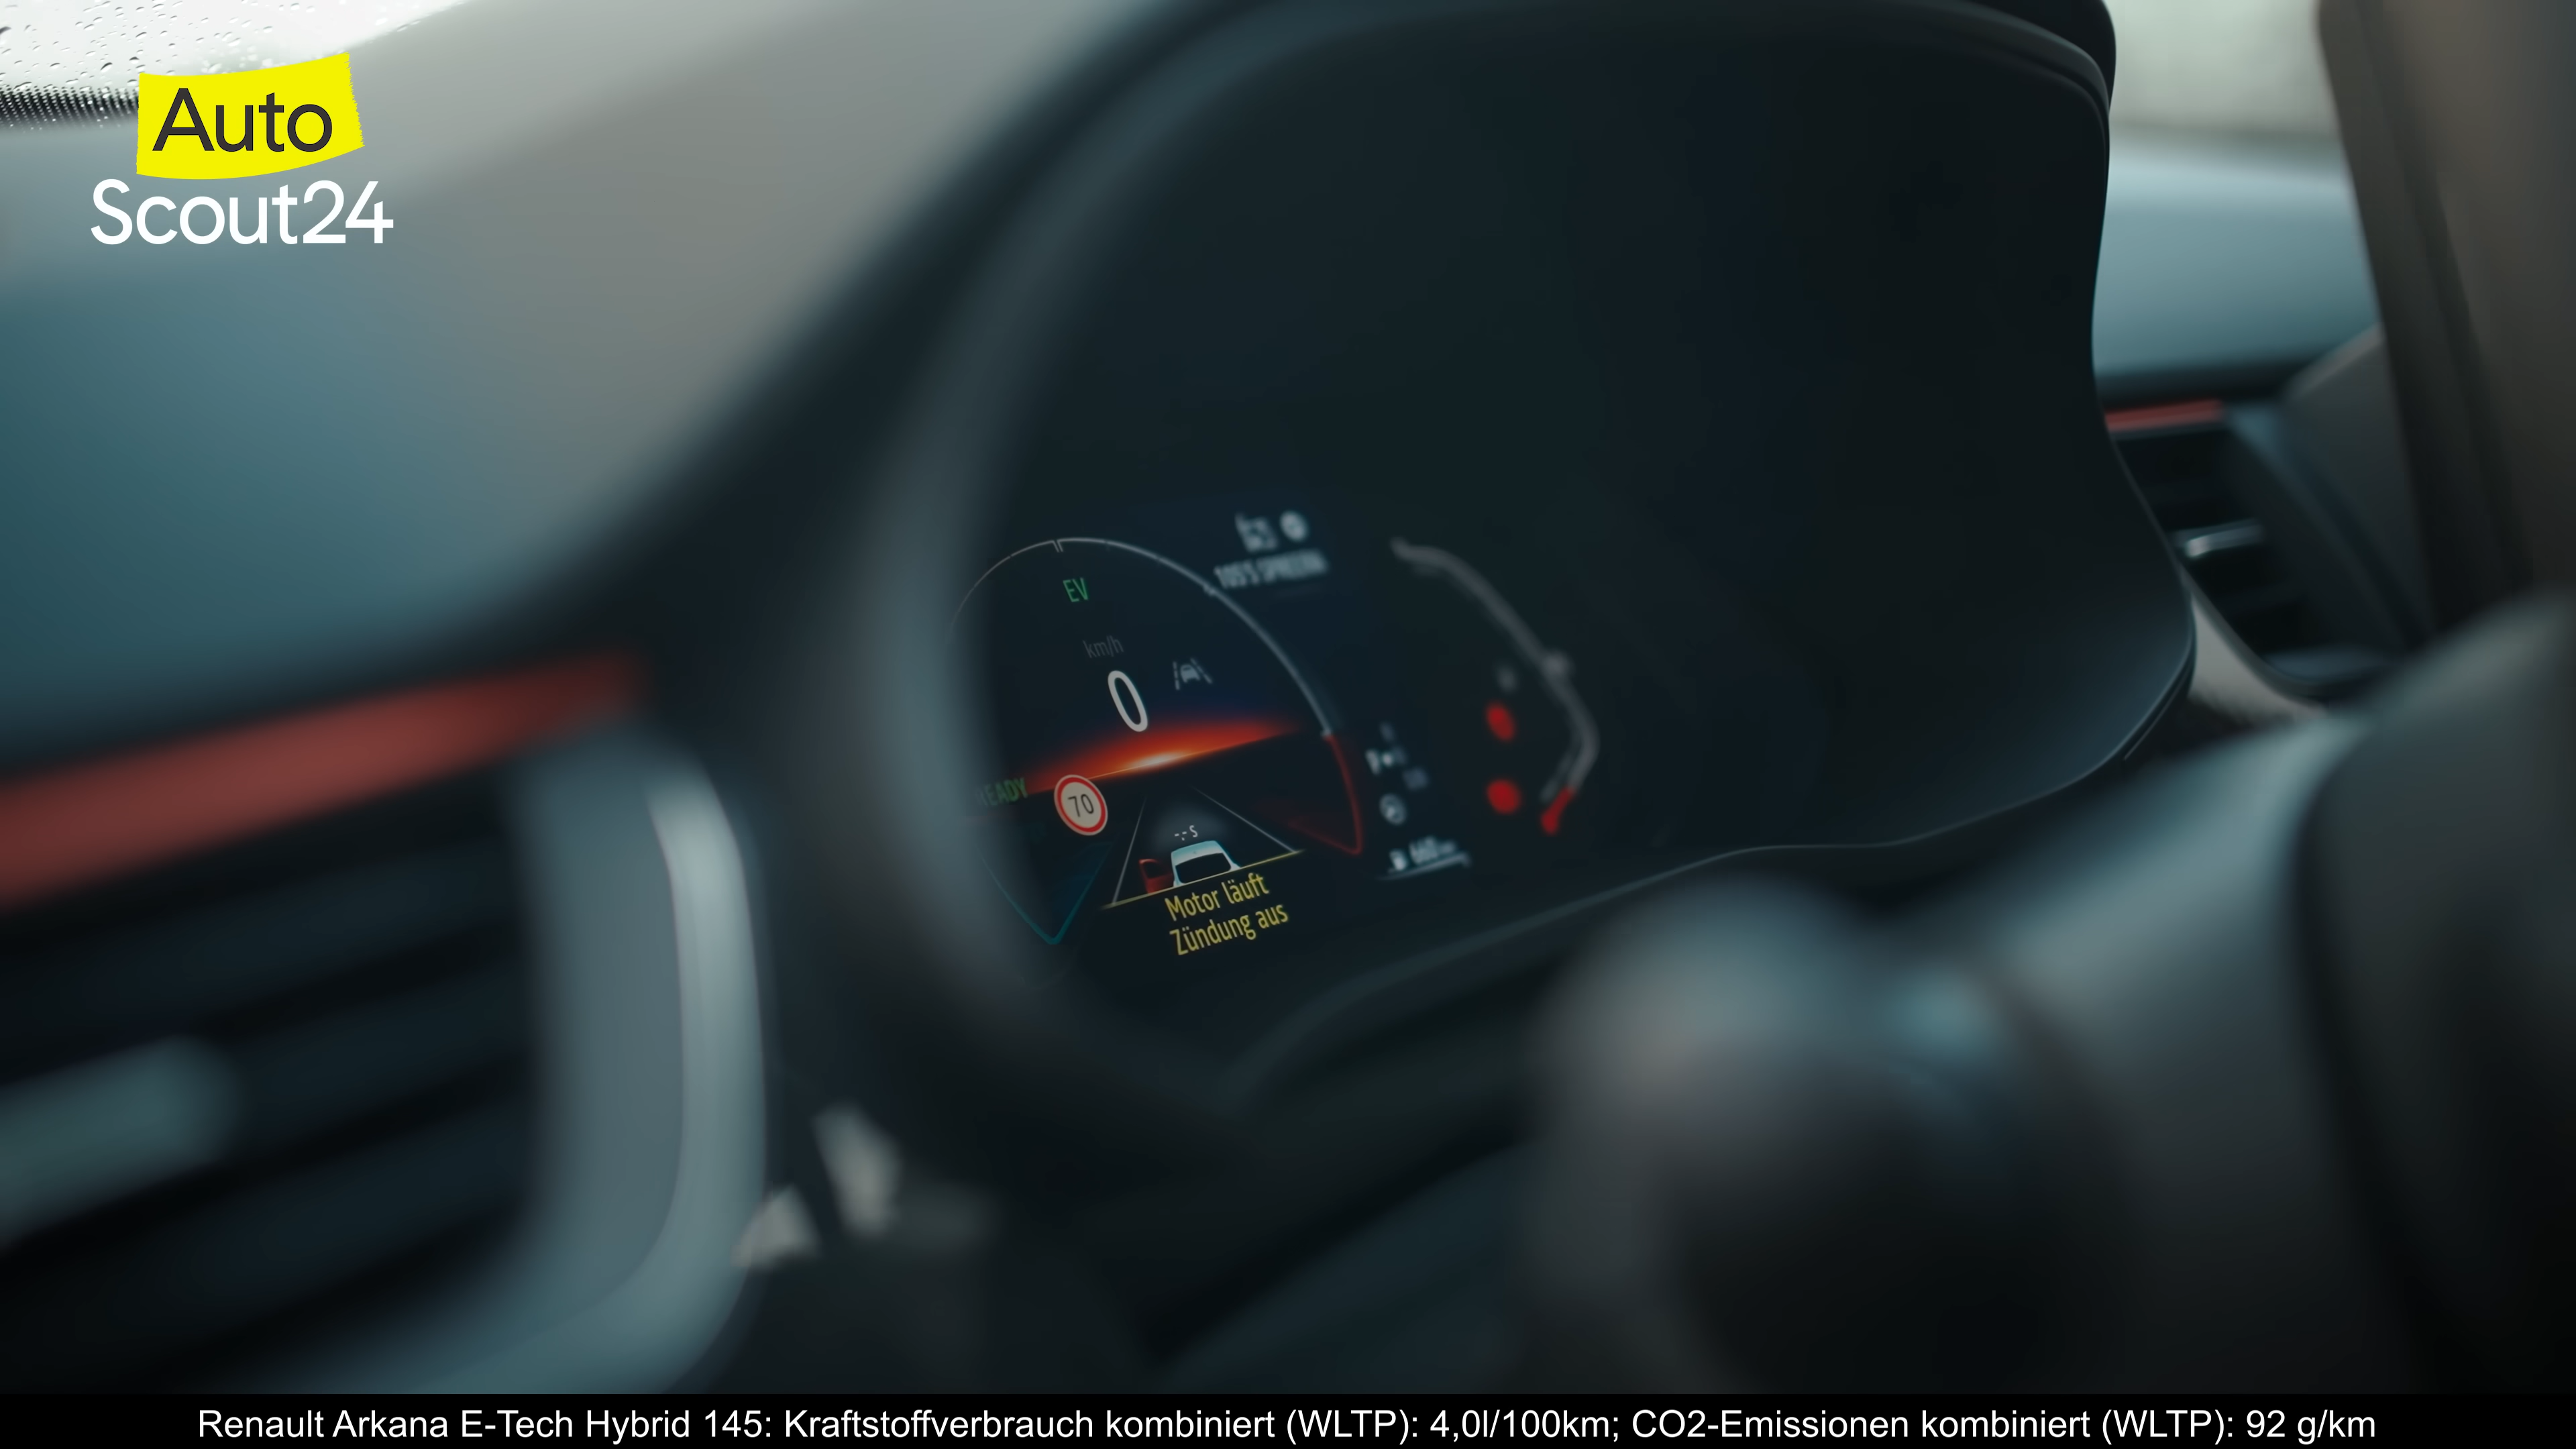 Auto
Scout24
EV
km/h
0
READY
70
-.- S
Motor läuft
Zündung aus
Renault Arkana E-Tech Hybrid 145: Kraftstoffverbrauch kombiniert (WLTP): 4,0l/100km; CO2-Emissionen kombiniert (WLTP): 92 g/km